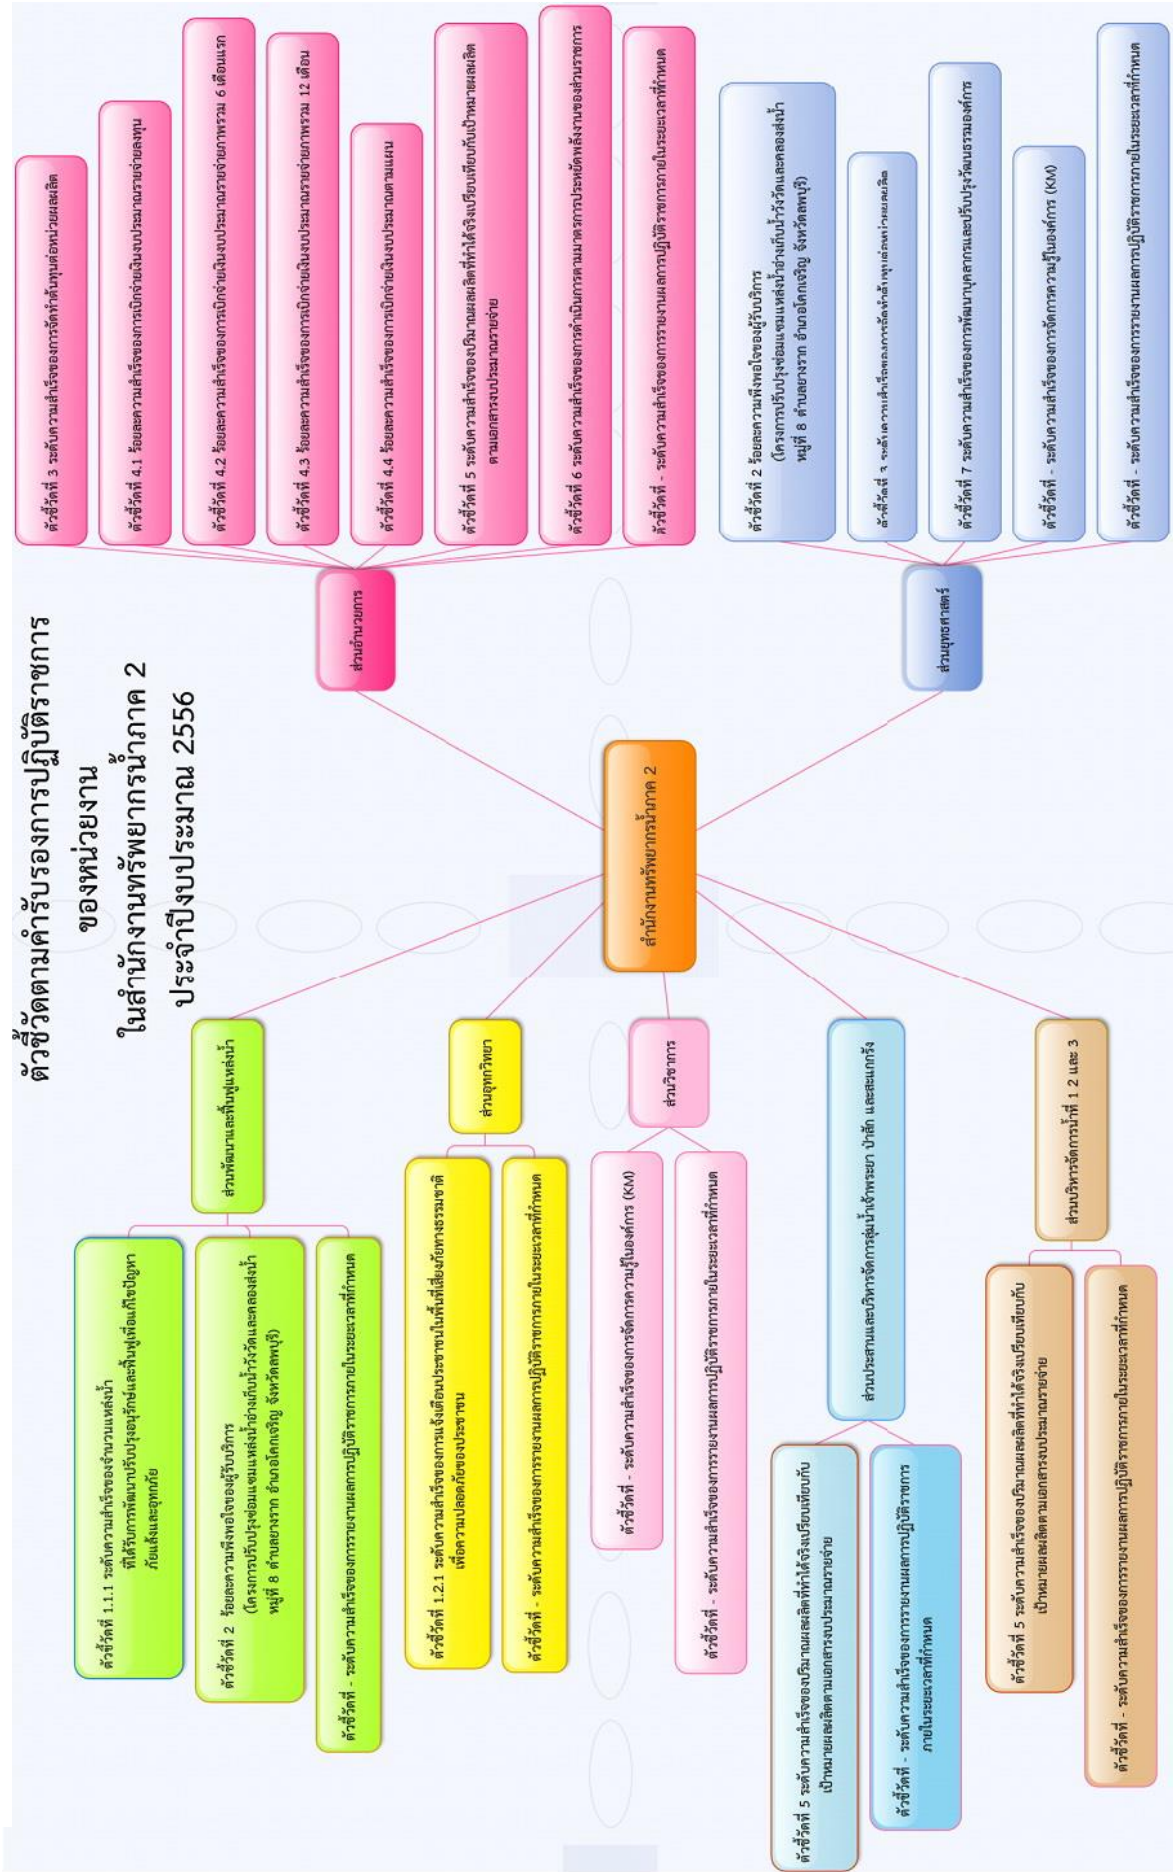 ตัวชี้วัดตามคำรับรองการปฏิบัติราชการ
ของหน่วยงาน
ในสำนักงานทรัพยากรน้ำภาค 2
ประจำปีงบประมาณ 2556
สำนักงานทรัพยากรน้ำภาค 2
ส่วนพัฒนาและฟื้นฟูแหล่งน้ำ
ตัวชี้วัดที่ 1.1.1 ระดับความสำเร็จของจำนวนแหล่งน้ำ
ที่ได้รับการพัฒนาปรับปรุงอนุรักษ์และฟื้นฟูเพื่อแก้ไขปัญหา
ภัยแล้งและอุทกภัย
ตัวชี้วัดที่ 2 ร้อยละความพึงพอใจของผู้รับบริการ
(โครงการปรับปรุงซ่อมแซมแหล่งน้ำอ่างเก็บน้ำวังวัดและคลองส่งน้ำ
หมู่ที่ 8 ตำบลยางราก อำเภอโคกเจริญ จังหวัดลพบุรี)
ตัวชี้วัดที่ - ระดับความสำเร็จของการรายงานผลการปฏิบัติราชการภายในระยะเวลาที่กำหนด
ส่วนอุทกวิทยา
ตัวชี้วัดที่ 1.2.1 ระดับความสำเร็จของการแจ้งเตือนประชาชนในพื้นที่เสี่ยงภัยทางธรรมชาติ
เพื่อความปลอดภัยของประชาชน
ตัวชี้วัดที่ - ระดับความสำเร็จของการรายงานผลการปฏิบัติราชการภายในระยะเวลาที่กำหนด
ส่วนวิชาการ
ตัวชี้วัดที่ - ระดับความสำเร็จของการจัดการความรู้ในองค์การ (KM)
ตัวชี้วัดที่ - ระดับความสำเร็จของการรายงานผลการปฏิบัติราชการภายในระยะเวลาที่กำหนด
ส่วนประสานและบริหารจัดการลุ่มน้ำเจ้าพระยา ป่าสัก และสะแกกรัง
ตัวชี้วัดที่ 5 ระดับความสำเร็จของปริมาณผลผลิตที่ทำได้จริงเปรียบเทียบกับ
เป้าหมายผลผลิตตามเอกสารงบประมาณรายจ่าย
ตัวชี้วัดที่ - ระดับความสำเร็จของการรายงานผลการปฏิบัติราชการ
ภายในระยะเวลาที่กำหนด
ส่วนบริหารจัดการน้ำที่ 1 2 และ 3
ตัวชี้วัดที่ 5 ระดับความสำเร็จของปริมาณผลผลิตที่ทำได้จริงเปรียบเทียบกับ
เป้าหมายผลผลิตตามเอกสารงบประมาณรายจ่าย
ตัวชี้วัดที่ - ระดับความสำเร็จของการรายงานผลการปฏิบัติราชการภายในระยะเวลาที่กำหนด
ส่วนอำนวยการ
ตัวชี้วัดที่ 3 ระดับความสำเร็จของการจัดทำต้นทุนต่อหน่วยผลผลิต
ตัวชี้วัดที่ 4.1 ร้อยละความสำเร็จของการเบิกจ่ายเงินงบประมาณรายจ่ายลงทุน
ตัวชี้วัดที่ 4.2 ร้อยละความสำเร็จของการเบิกจ่ายเงินงบประมาณรายจ่ายภาพรวม 6 เดือนแรก
ตัวชี้วัดที่ 4.3 ร้อยละความสำเร็จของการเบิกจ่ายเงินงบประมาณรายจ่ายภาพรวม 12 เดือน
ตัวชี้วัดที่ 4.4 ร้อยละความสำเร็จของการเบิกจ่ายเงินงบประมาณตามแผน
ตัวชี้วัดที่ 5 ระดับความสำเร็จของปริมาณผลผลิตที่ทำได้จริงเปรียบเทียบกับเป้าหมายผลผลิต
ตามเอกสารงบประมาณรายจ่าย
ตัวชี้วัดที่ 6 ระดับความสำเร็จของการดำเนินการตามมาตรการประหยัดพลังงานของส่วนราชการ
ตัวชี้วัดที่ - ระดับความสำเร็จของการรายงานผลการปฏิบัติราชการภายในระยะเวลาที่กำหนด
ส่วนยุทธศาสตร์
ตัวชี้วัดที่ 2 ร้อยละความพึงพอใจของผู้รับบริการ
(โครงการปรับปรุงซ่อมแซมแหล่งน้ำอ่างเก็บน้ำวังวัดและคลองส่งน้ำ
หมู่ที่ 8 ตำบลยางราก อำเภอโคกเจริญ จังหวัดลพบุรี)
ตัวชี้วัดที่ 3 ระดับความสำเร็จของการจัดทำต้นทุนต่อหน่วยผลผลิต
ตัวชี้วัดที่ 7 ระดับความสำเร็จของการพัฒนาบุคลากรและปรับปรุงวัฒนธรรมองค์การ
ตัวชี้วัดที่ - ระดับความสำเร็จของการจัดการความรู้ในองค์การ (KM)
ตัวชี้วัดที่ - ระดับความสำเร็จของการรายงานผลการปฏิบัติราชการภายในระยะเวลาที่กำหนด